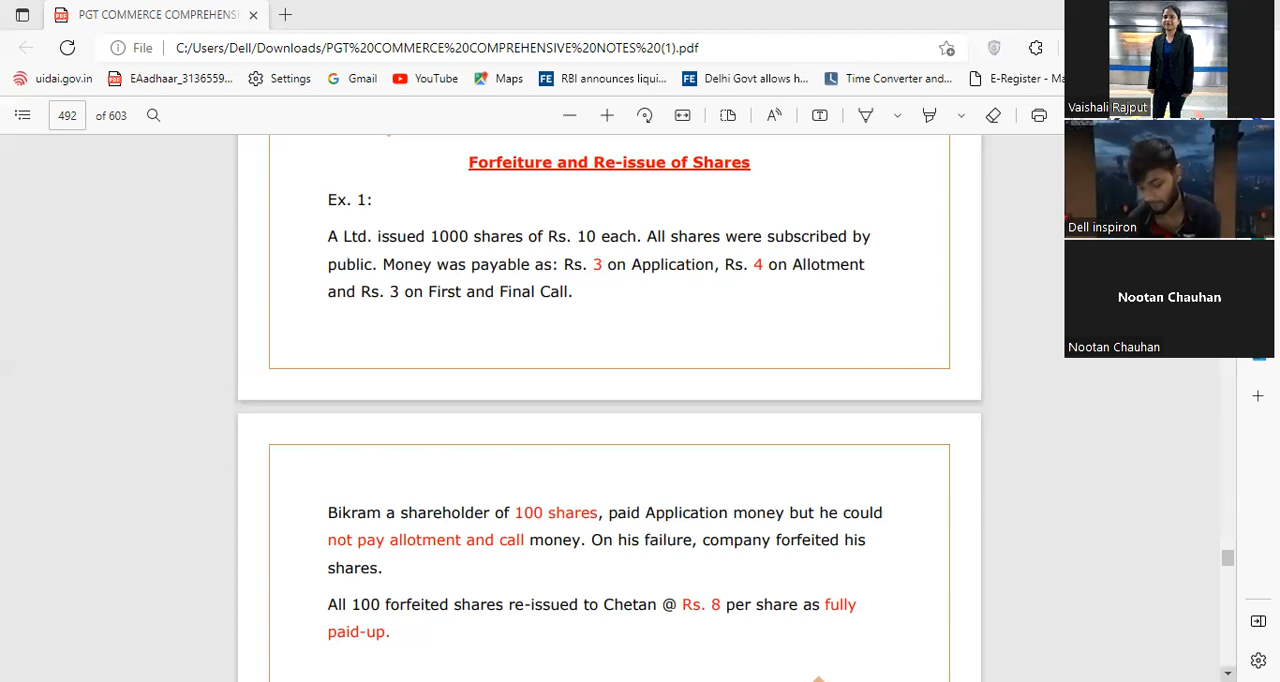 PGT COMMERCE COMPREHENSI
File
C:/Users/Dell/Downloads/PGT%20COMMERCE%20COMPREHENSIVE%20NOTES%20(1).pdf
uidai.gov.in
EAadhaar_3136559...
Settings
Gmail
YouTube
Maps
FE RBI announces liqui...
FE Delhi Govt allows h...
Time Converter and...
E-Register - Ma
492 of 603
Forfeiture and Re-issue of Shares
Ex. 1:
A Ltd. issued 1000 shares of Rs. 10 each. All shares were subscribed by
public. Money was payable as: Rs. 3 on Application, Rs. 4 on Allotment
and Rs. 3 on First and Final Call.
Bikram a shareholder of 100 shares, paid Application money but he could
not pay allotment and call money. On his failure, company forfeited his
shares.
All 100 forfeited shares re-issued to Chetan @ Rs. 8 per share as fully
paid-up.
Vaishali Rajput
Dell inspiron
Nootan Chauhan
Nootan Chauhan